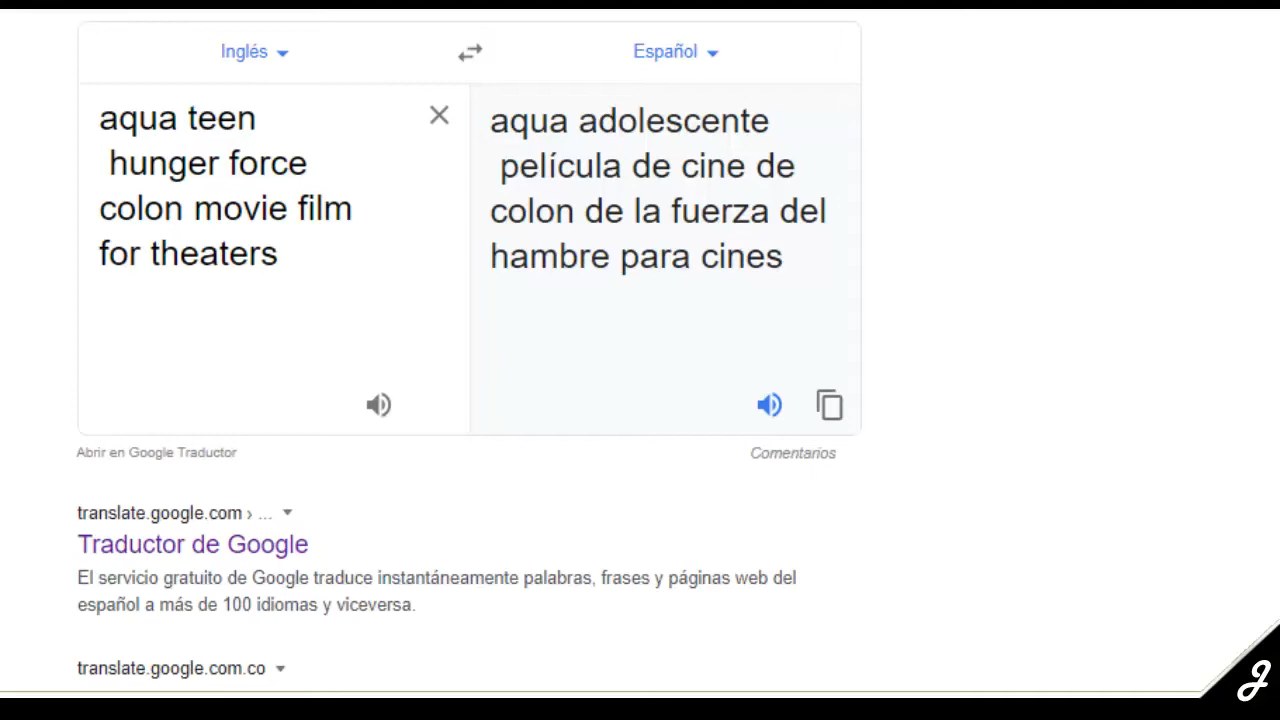 Inglés
Español
aqua teen
hunger force
colon movie film
for theaters
aqua adolescente
película de cine de
colon de la fuerza del
hambre para cines
Abrir en Google Traductor
Comentarios
translate.google.com › ...
Traductor de Google
El servicio gratuito de Google traduce instantáneamente palabras, frases y páginas web del
español a más de 100 idiomas y viceversa.
translate.google.com.co
J